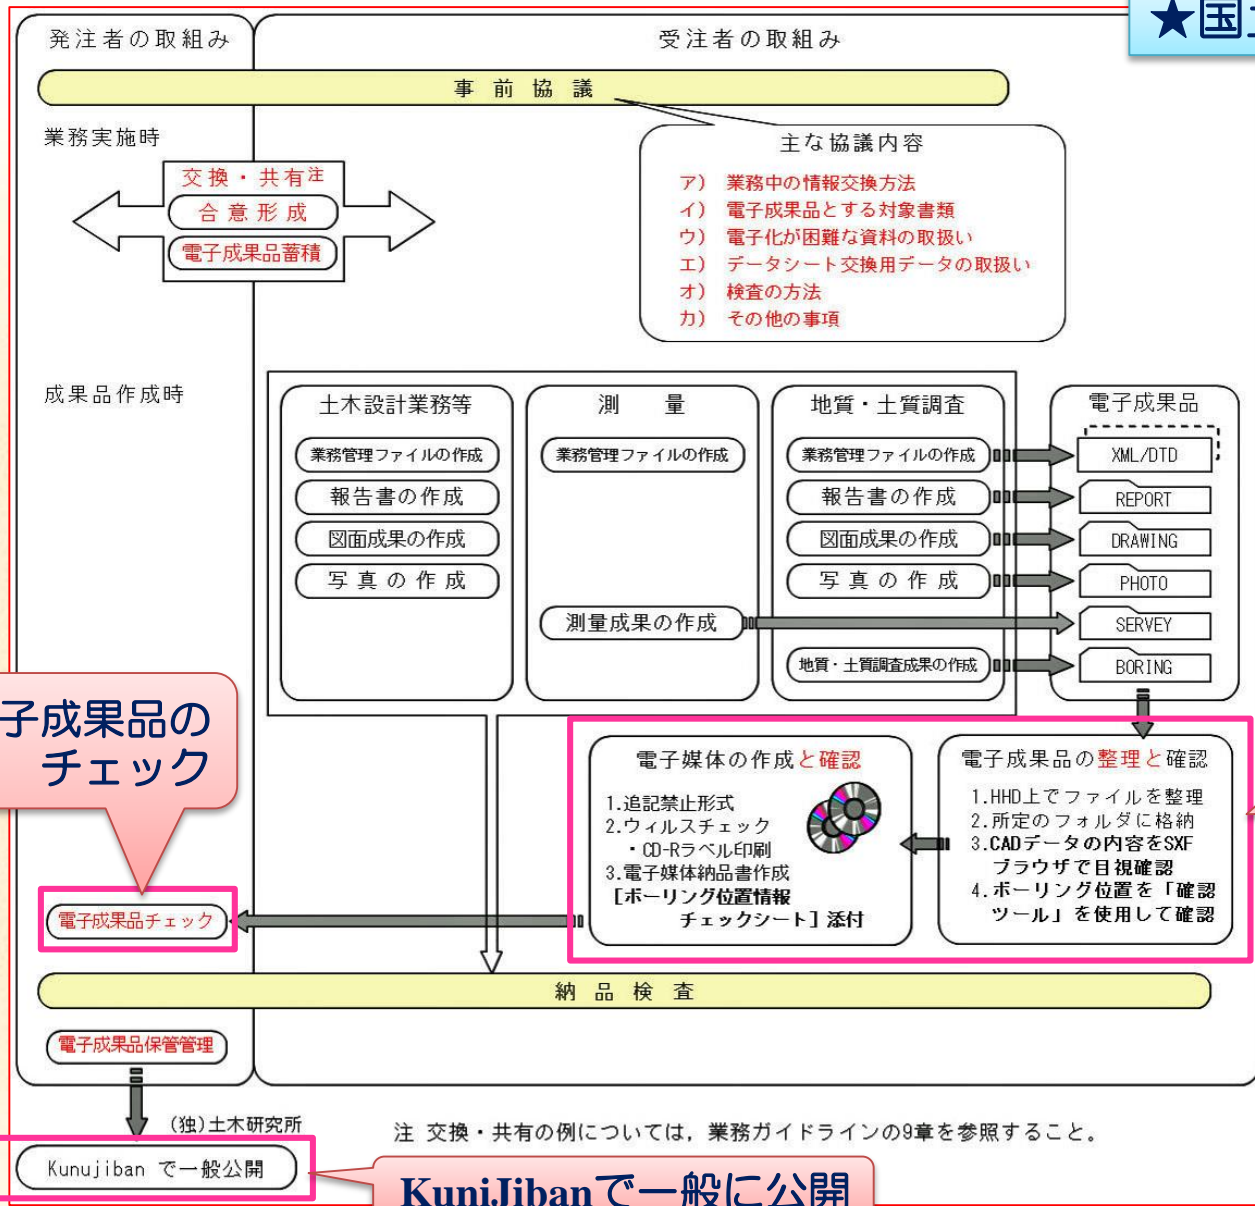 ★国
発注者の取組み
受注者の取組み
事前協議
業務実施時
交換・共有注
合意形成
電子成果品蓄積
主な協議内容
ア） 業務中の情報交換方法
イ） 電子成果品とする対象書類
ウ） 電子化が困難な資料の取扱い
エ） データシート交換用データの取扱い
オ） 検査の方法
カ） その他の事項
成果品作成時
土木設計業務等
業務管理ファイルの作成
報告書の作成
図面成果の作成
写真の作成
測　量
業務管理ファイルの作成
測量成果の作成
地質・土質調査
業務管理ファイルの作成
報告書の作成
図面成果の作成
写真の作成
地質・土質調査成果の作成
電子成果品
XML/DTD
REPORT
DRAWING
PHOTO
SERVEY
BORING
子成果品の
チェック
電子媒体の作成と確認
1.追記禁止形式
2.ウィルスチェック
・CD-Rラベル印刷
3.電子媒体納品書作成
［ボーリング位置情報
チェックシート］添付
電子成果品の整理と確認
1.HHD上でファイルを整理
2.所定のフォルダに格納
3.CADデータの内容をSXF
ブラウザで目視確認
4.ボーリング位置を「確認
ツール」を使用して確認
電子成果品チェック
納品検査
電子成果品保管管理
(独)土木研究所
注 交換・共有の例については，業務ガイドラインの9章を参照すること。
Kunujiban で一般公開
KuniJibanで一般に公開